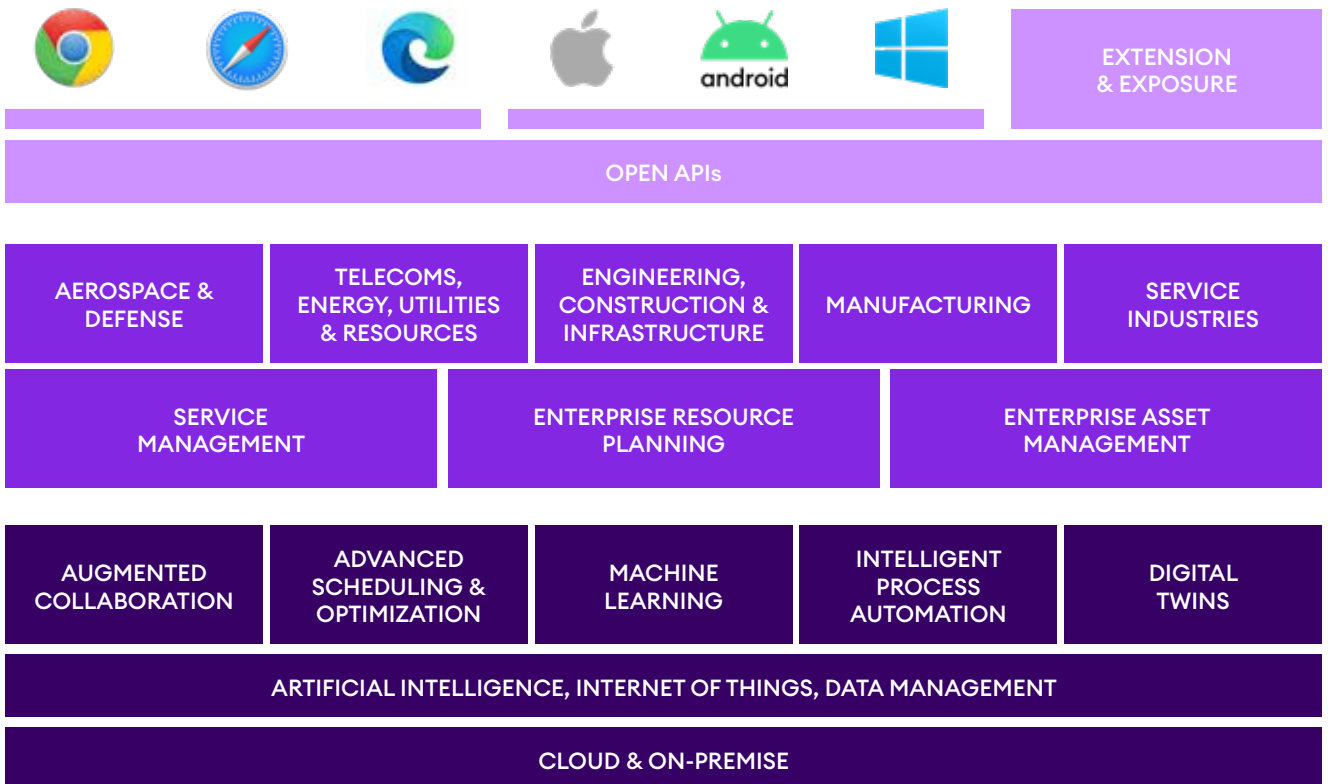 android
EXTENSION
& EXPOSURE
OPEN APIs
AEROSPACE &
DEFENSE
TELECOMS,
ENERGY, UTILITIES
& RESOURCES
ENGINEERING,
CONSTRUCTION &
INFRASTRUCTURE
MANUFACTURING
SERVICE
INDUSTRIES
SERVICE
MANAGEMENT
ENTERPRISE RESOURCE
PLANNING
ENTERPRISE ASSET
MANAGEMENT
AUGMENTED
COLLABORATION
ADVANCED
SCHEDULING &
OPTIMIZATION
MACHINE
LEARNING
INTELLIGENT
PROCESS
AUTOMATION
DIGITAL
TWINS
ARTIFICIAL INTELLIGENCE, INTERNET OF THINGS, DATA MANAGEMENT
CLOUD & ON-PREMISE